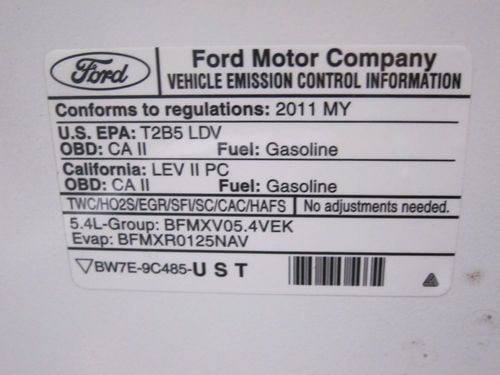 Ford
Ford Motor Company
VEHICLE EMISSION CONTROL INFORMATION
Conforms to regulations: 2011 MY
U.S. EPA: T2B5 LDV
OBD: CA II Fuel: Gasoline
California: LEV II PC
OBD: CA II Fuel: Gasoline
TWC/HO2S/EGR/SFI/SC/CAC/HAFS No adjustments needed.
5.4L-Group: BFMXV05.4VEK
Evap: BFMXR0125NAV
▽BW7E-9C485-U S T